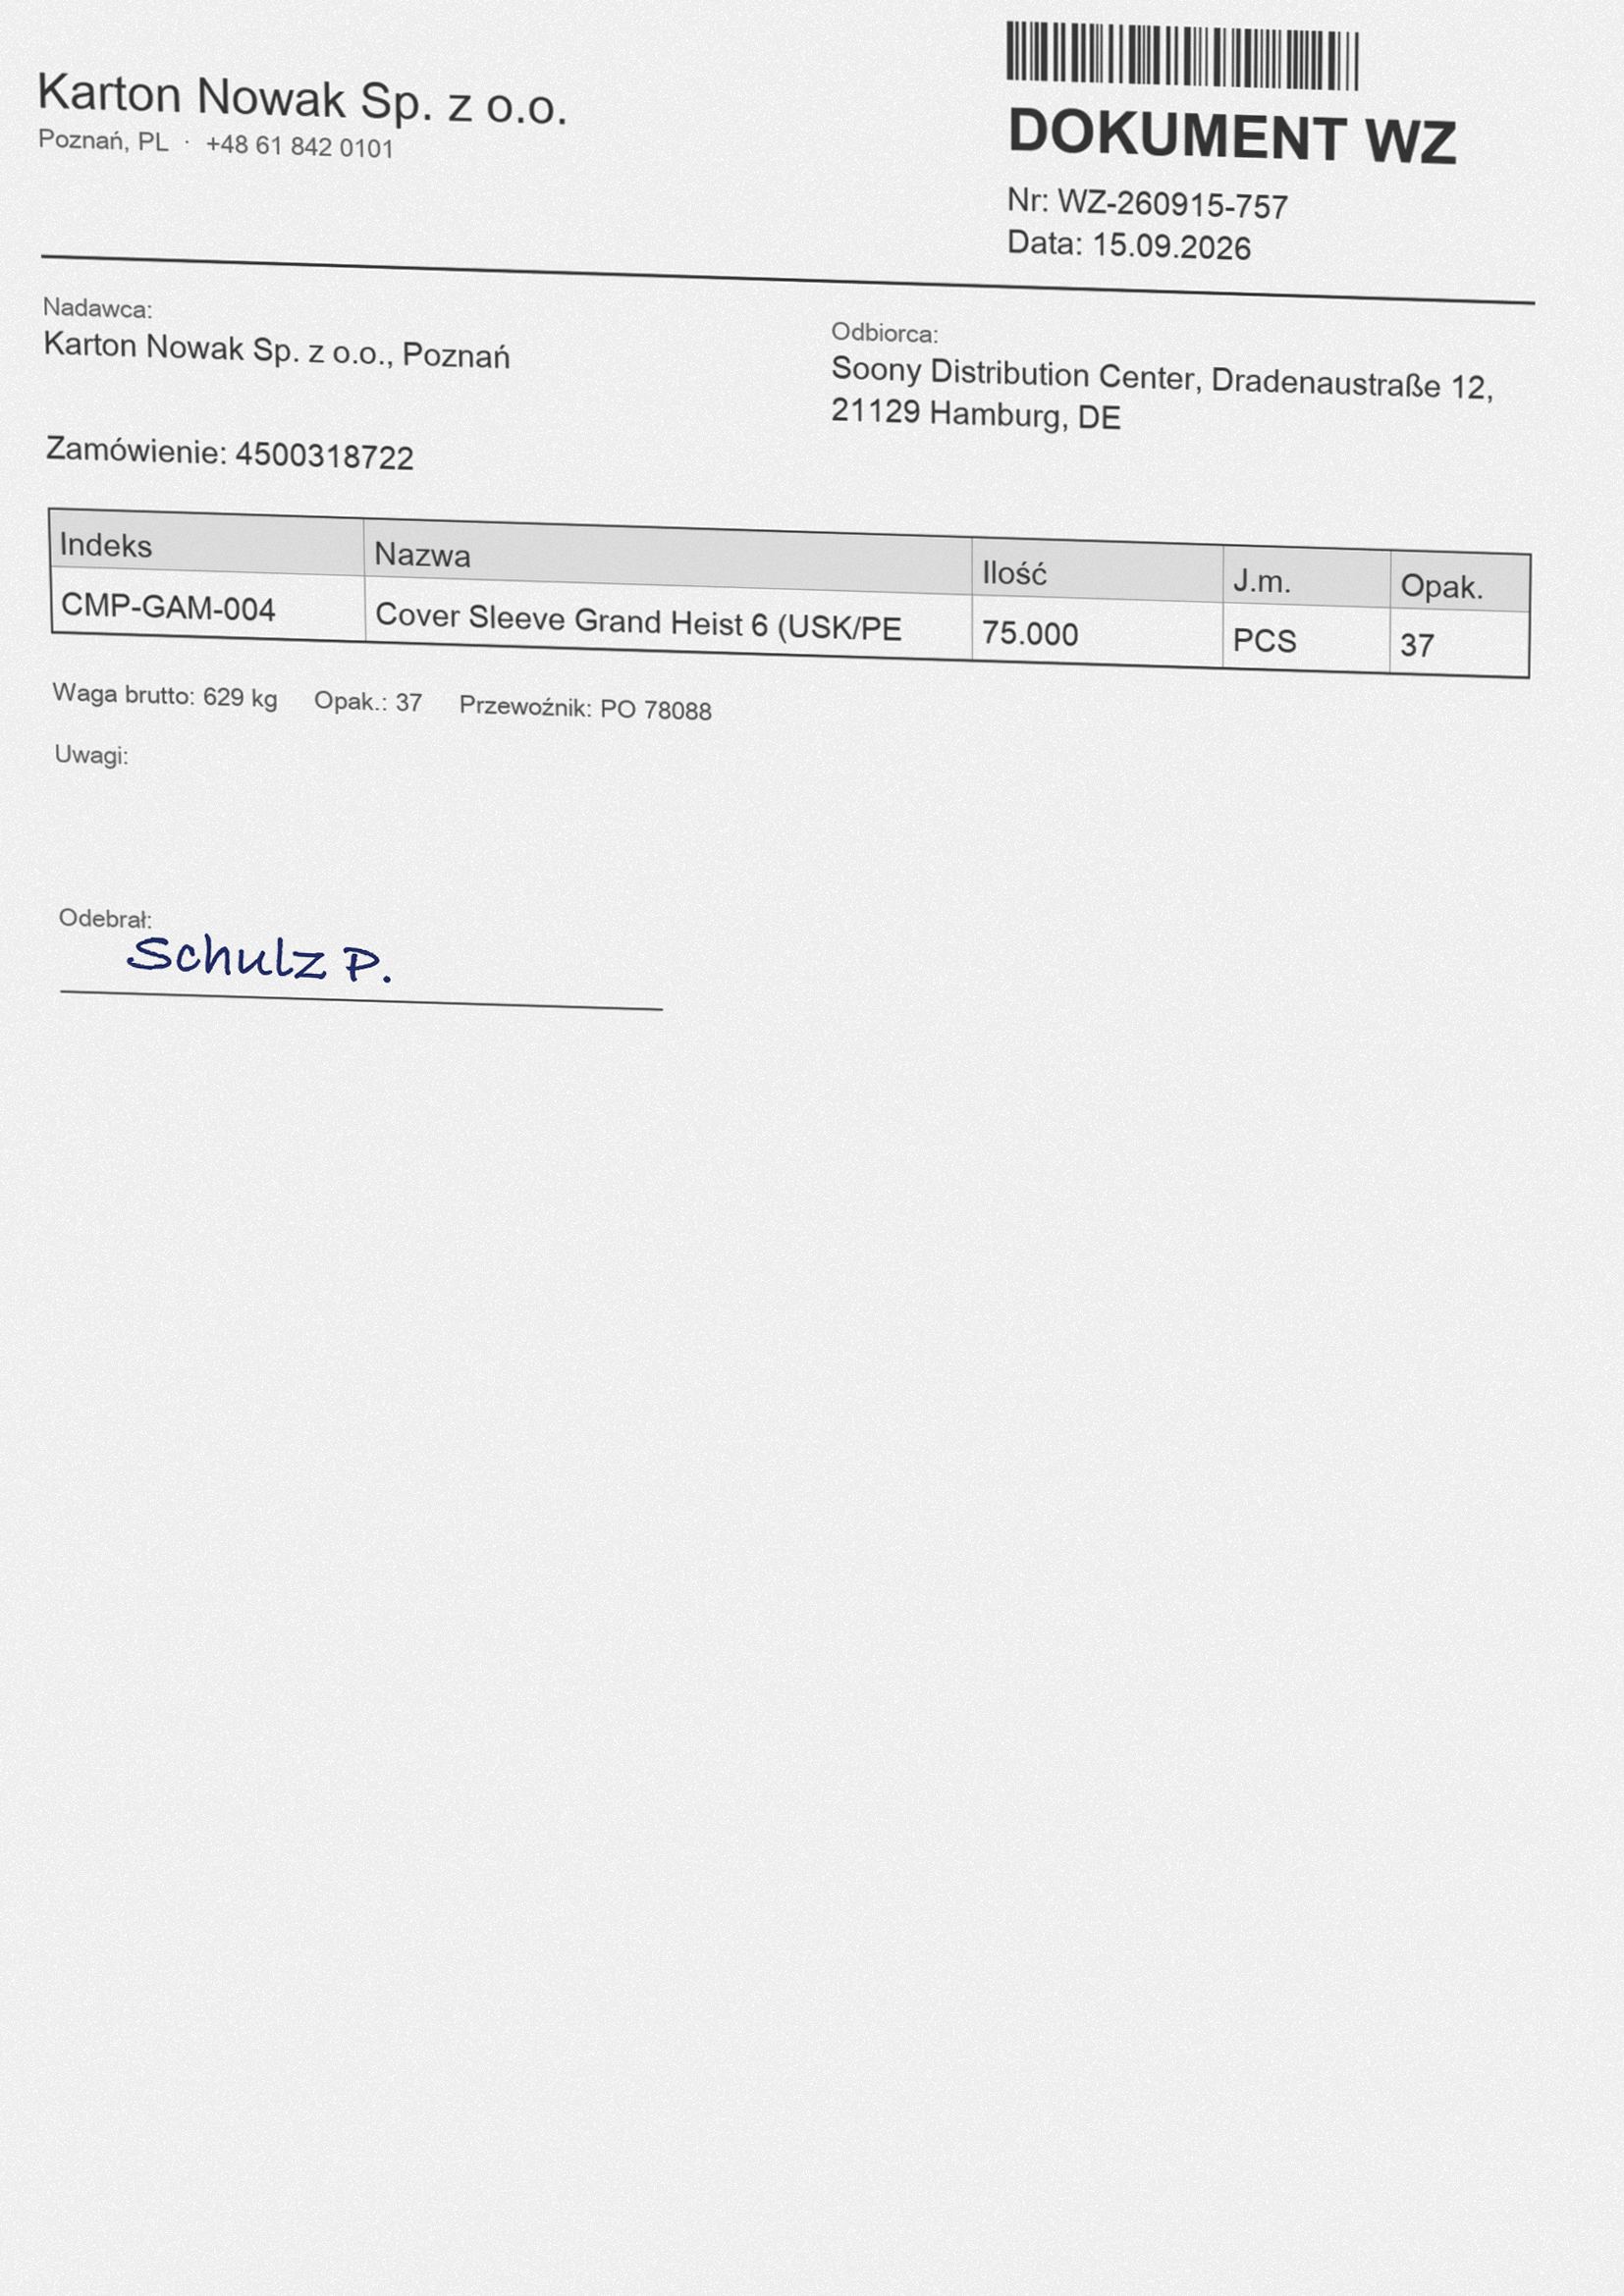 Karton Nowak Sp. z o.o.
Poznań, PL · +48 61 842 0101
DOKUMENT WZ
Nr: WZ-260915-757
Data: 15.09.2026
Nadawca:
Karton Nowak Sp. z o.o., Poznań
Odbiorca:
Soony Distribution Center, Dradenaustraße 12,
21129 Hamburg, DE
Zamówienie: 4500318722
Indeks Nazwa Ilość J.m. Opak.
CMP-GAM-004 Cover Sleeve Grand Heist 6 (USK/PE 75.000 PCS 37
Waga brutto: 629 kg Opak.: 37 Przewoźnik: PO 78088
Uwagi:
Odebrał:
Schulz P.